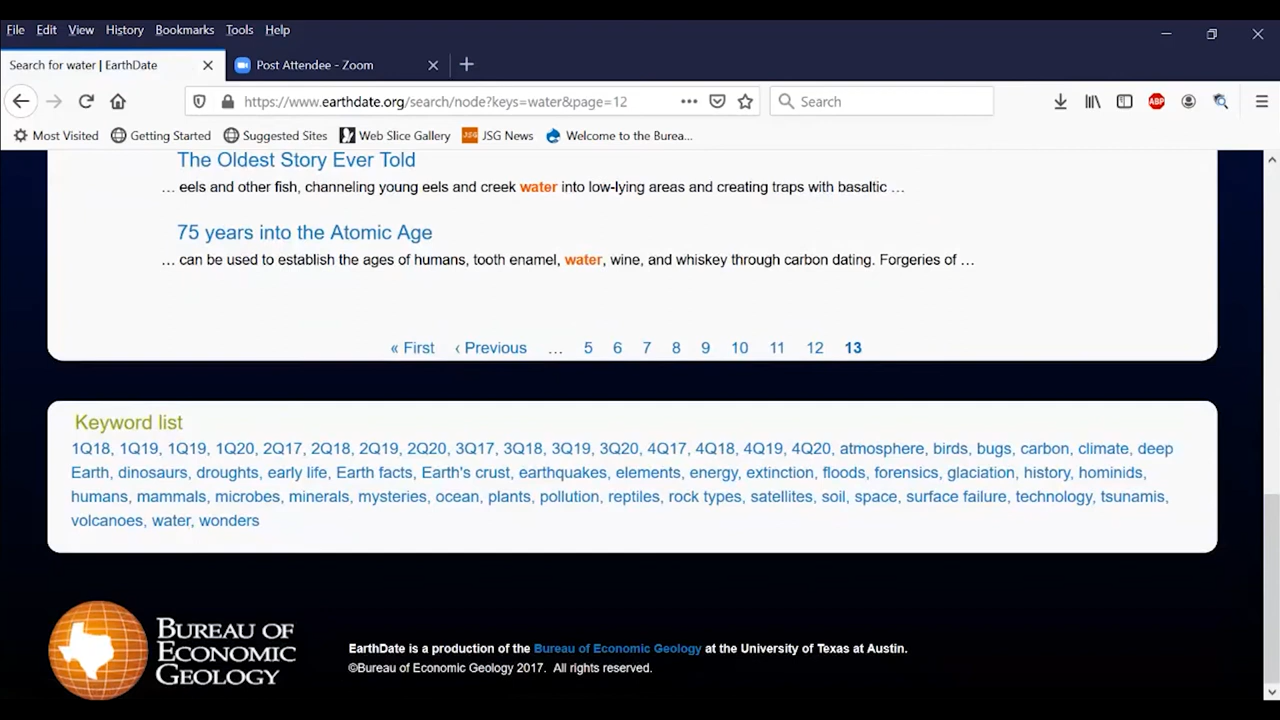 File Edit View History Bookmarks Tools Help
Search for water | EarthDate
Post Attendee - Zoom
https://www.earthdate.org/search/node?keys=water&page=12
Search
ABP
Most Visited Getting Started Suggested Sites Web Slice Gallery JSG JSG News Welcome to the Burea...
The Oldest Story Ever Told
... eels and other fish, channeling young eels and creek water into low-lying areas and creating traps with basaltic ...
75 years into the Atomic Age
... can be used to establish the ages of humans, tooth enamel, water, wine, and whiskey through carbon dating. Forgeries of ...
« First ‹ Previous ... 5 6 7 8 9 10 11 12 13
Keyword list
1Q18, 1Q19, 1Q19, 1Q20, 2Q17, 2Q18, 2Q19, 2Q20, 3Q17, 3Q18, 3Q19, 3Q20, 4Q17, 4Q18, 4Q19, 4Q20, atmosphere, birds, bugs, carbon, climate, deep
Earth, dinosaurs, droughts, early life, Earth facts, Earth's crust, earthquakes, elements, energy, extinction, floods, forensics, glaciation, history, hominids,
humans, mammals, microbes, minerals, mysteries, ocean, plants, pollution, reptiles, rock types, satellites, soil, space, surface failure, technology, tsunamis,
volcanoes, water, wonders
BUREAU OF
ECONOMIC
GEOLOGY
EarthDate is a production of the Bureau of Economic Geology at the University of Texas at Austin.
©Bureau of Economic Geology 2017. All rights reserved.